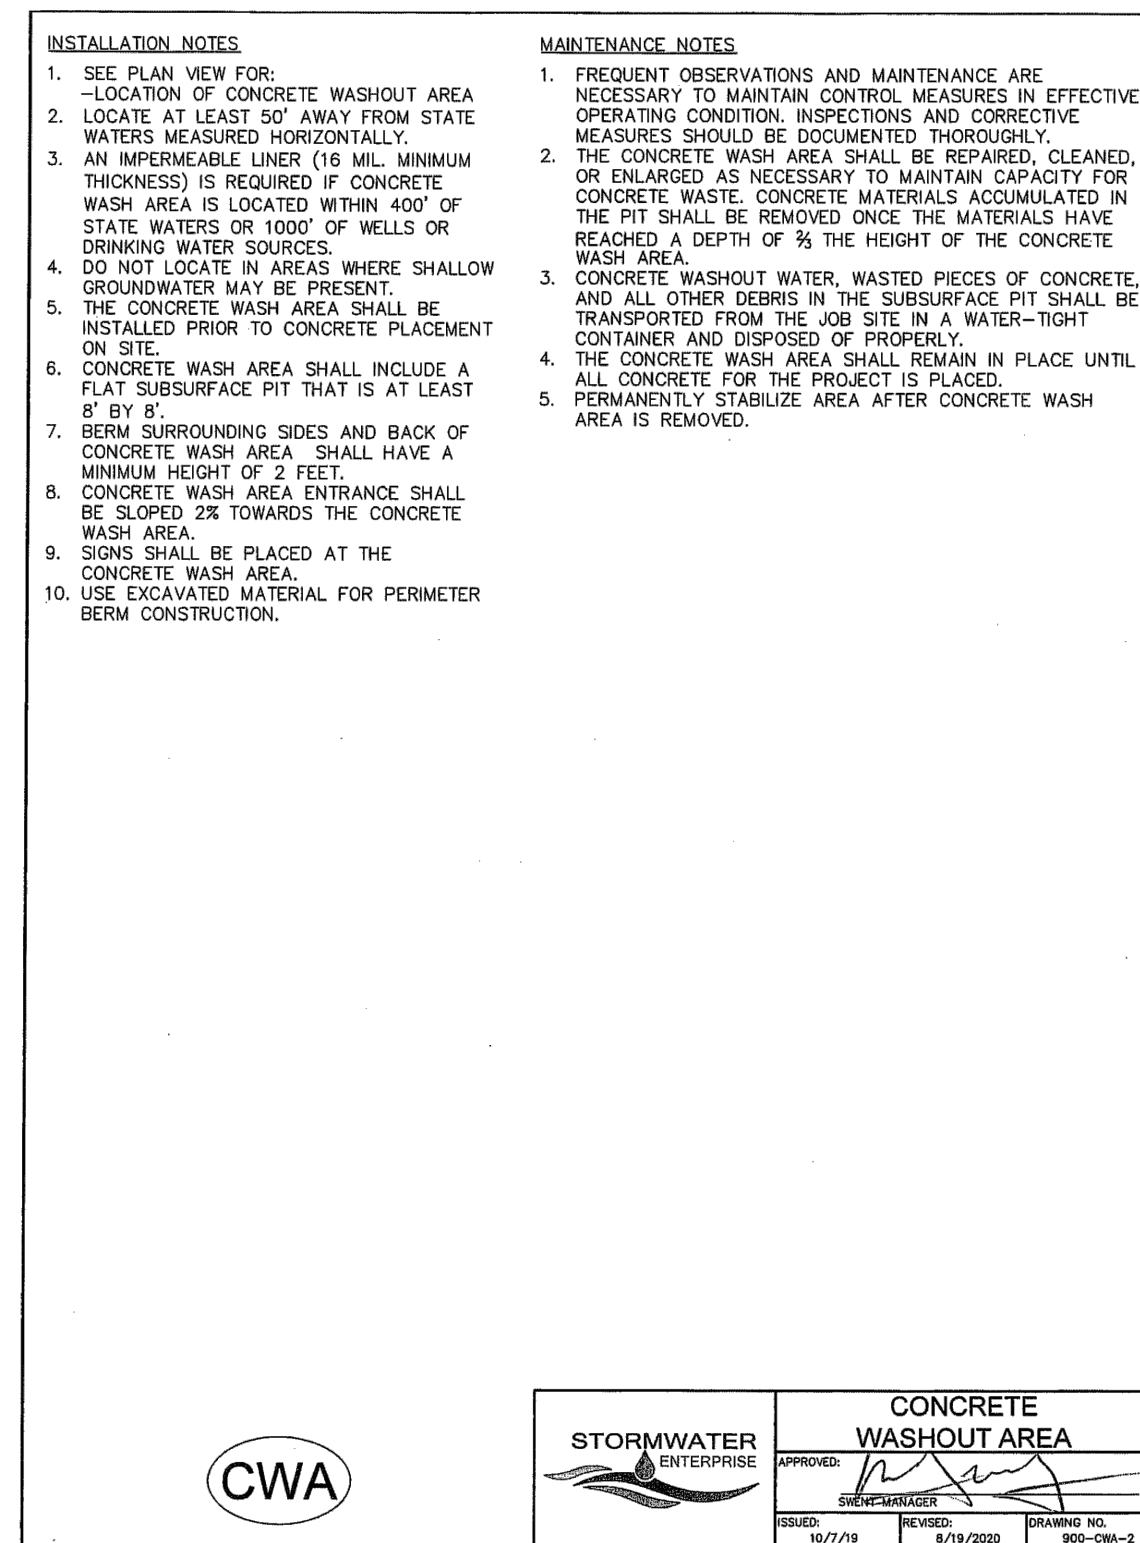 INSTALLATION NOTES
1. SEE PLAN VIEW FOR:
-LOCATION OF CONCRETE WASHOUT AREA
2. LOCATE AT LEAST 50' AWAY FROM STATE
WATERS MEASURED HORIZONTALLY.
3. AN IMPERMEABLE LINER (16 MIL. MINIMUM
THICKNESS) IS REQUIRED IF CONCRETE
WASH AREA IS LOCATED WITHIN 400' OF
STATE WATERS OR 1000' OF WELLS OR
DRINKING WATER SOURCES.
4. DO NOT LOCATE IN AREAS WHERE SHALLOW
GROUNDWATER MAY BE PRESENT.
5. THE CONCRETE WASH AREA SHALL BE
INSTALLED PRIOR TO CONCRETE PLACEMENT
ON SITE.
6. CONCRETE WASH AREA SHALL INCLUDE A
FLAT SUBSURFACE PIT THAT IS AT LEAST
8' BY 8'.
7. BERM SURROUNDING SIDES AND BACK OF
CONCRETE WASH AREA SHALL HAVE A
MINIMUM HEIGHT OF 2 FEET.
8. CONCRETE WASH AREA ENTRANCE SHALL
BE SLOPED 2% TOWARDS THE CONCRETE
WASH AREA.
9. SIGNS SHALL BE PLACED AT THE
CONCRETE WASH AREA.
10. USE EXCAVATED MATERIAL FOR PERIMETER
BERM CONSTRUCTION.
MAINTENANCE NOTES
1. FREQUENT OBSERVATIONS AND MAINTENANCE ARE
NECESSARY TO MAINTAIN CONTROL MEASURES IN EFFECTIVE
OPERATING CONDITION. INSPECTIONS AND CORRECTIVE
MEASURES SHOULD BE DOCUMENTED THOROUGHLY.
2. THE CONCRETE WASH AREA SHALL BE REPAIRED, CLEANED,
OR ENLARGED AS NECESSARY TO MAINTAIN CAPACITY FOR
CONCRETE WASTE. CONCRETE MATERIALS ACCUMULATED IN
THE PIT SHALL BE REMOVED ONCE THE MATERIALS HAVE
REACHED A DEPTH OF ⅔ THE HEIGHT OF THE CONCRETE
WASH AREA.
3. CONCRETE WASHOUT WATER, WASTED PIECES OF CONCRETE,
AND ALL OTHER DEBRIS IN THE SUBSURFACE PIT SHALL BE
TRANSPORTED FROM THE JOB SITE IN A WATER-TIGHT
CONTAINER AND DISPOSED OF PROPERLY.
4. THE CONCRETE WASH AREA SHALL REMAIN IN PLACE UNTIL
ALL CONCRETE FOR THE PROJECT IS PLACED.
5. PERMANENTLY STABILIZE AREA AFTER CONCRETE WASH
AREA IS REMOVED.
CWA
STORMWATER
ENTERPRISE
CONCRETE
WASHOUT AREA
APPROVED:
SWENT MANAGER
ISSUED:
10/7/19
REVISED:
8/19/2020
DRAWING NO.
900-CWA-2